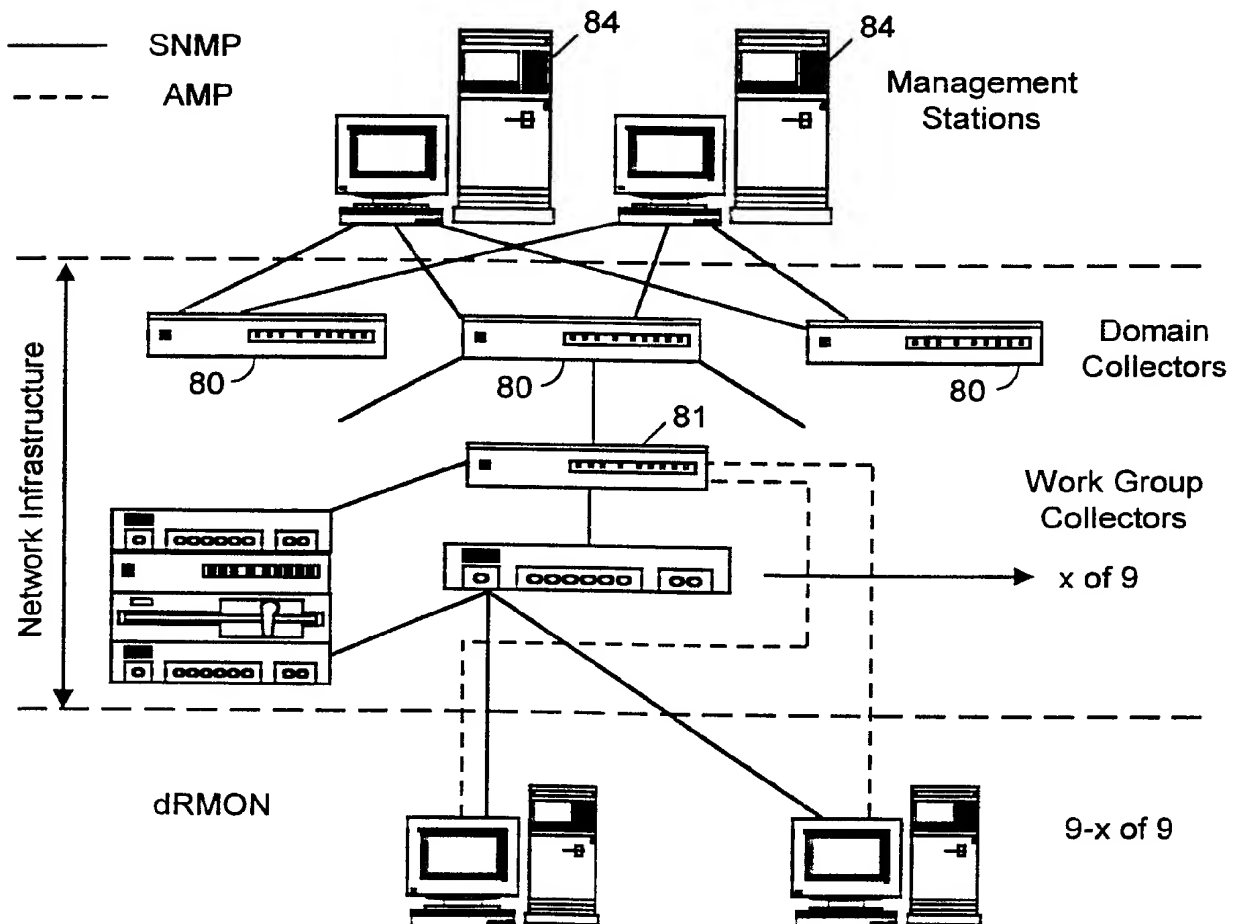 SNMP
AMP
84
84
Management
Stations
Network Infrastructure
80
80
80
Domain
Collectors
81
Work Group
Collectors
x of 9
dRMON
9-x of 9